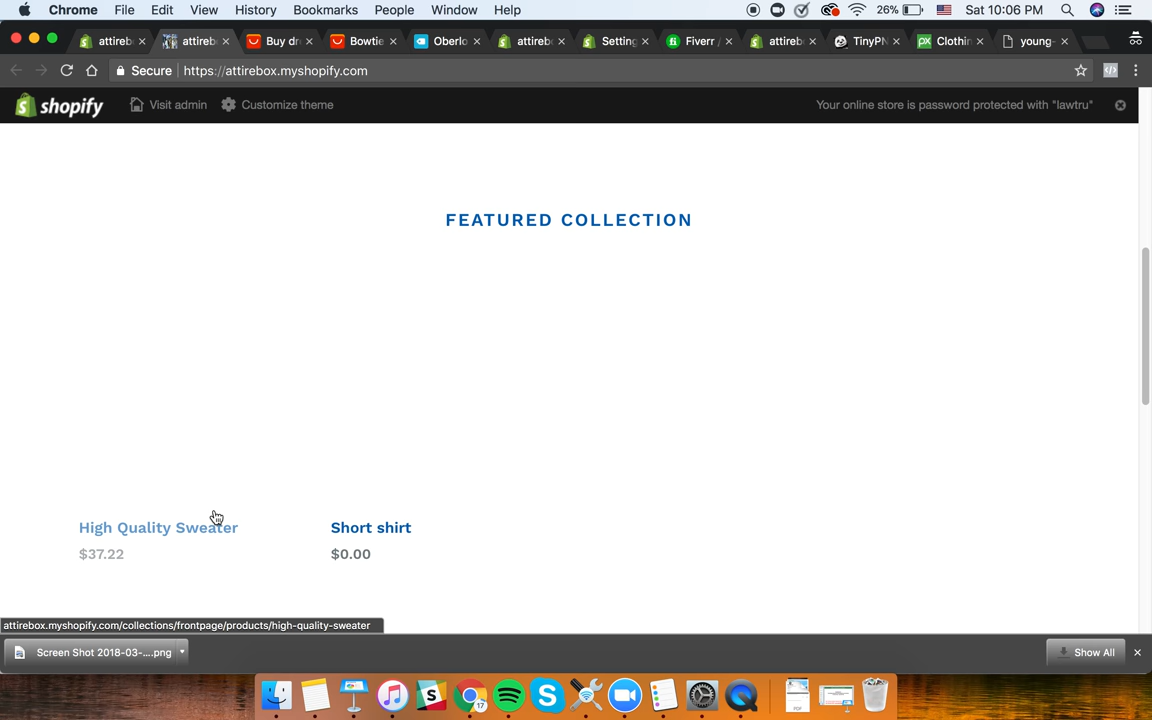 Chrome File Edit View History Bookmarks People Window Help 26% Sat 10:06 PM
attireb attireb Buy dr Bowtie Oberlo attireb Setting Fiverr / attireb TinyPN Clothin young-
Secure https://attirebox.myshopify.com
shopify Visit admin Customize theme Your online store is password protected with "lawtru"
FEATURED COLLECTION
High Quality Sweater Short shirt
$37.22 $0.00
attirebox.myshopify.com/collections/frontpage/products/high-quality-sweater
Screen Shot 2018-03-....png Show All
17
PDF